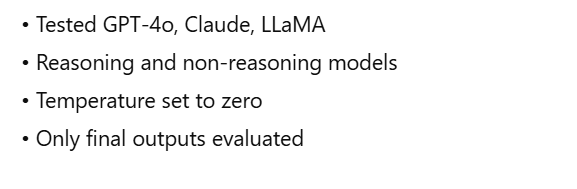 • Tested GPT-4o, Claude, LLaMA
• Reasoning and non-reasoning models
• Temperature set to zero
• Only final outputs evaluated